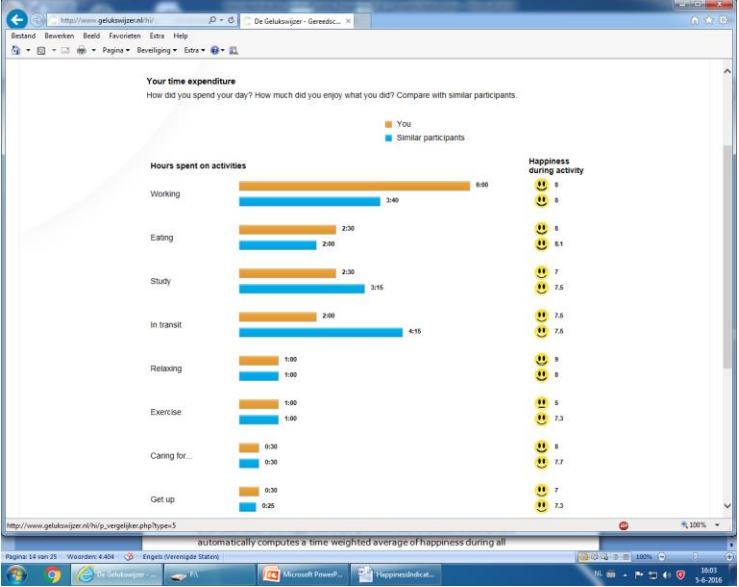 http://www.gelukswijzer.nl/hi/
De Gelukswijzer - Gereedsc...
Bestand Bewerken Beeld Favorieten Extra Help
Pagina Beveiliging Extra
Your time expenditure
How did you spend your day? How much did you enjoy what you did? Compare with similar participants.
You
Similar participants
Hours spent on activities
Happiness
during activity
Working
6:00
8
3:40
8
Eating
2:30
8
2:00
8.1
Study
2:30
7
3:15
7.5
In transit
2:00
7.5
4:15
7.5
Relaxing
1:00
9
1:00
8
Exercise
1:00
5
1:00
7.3
Caring for...
0:30
8
0:30
7.7
Get up
0:30
7
0:25
7.3
http://www.gelukswijzer.nl/hi/p_vergelijker.php?type=5
100%
automatically computes a time weighted average of happiness during all
Pagina: 14 van 25 Woorden: 4.404 Engels (Verenigde Staten) 100%
De Gelukswijzer - ... F:\ Microsoft PowerP... HappinessIndicat... NL 16:03
5-6-2016